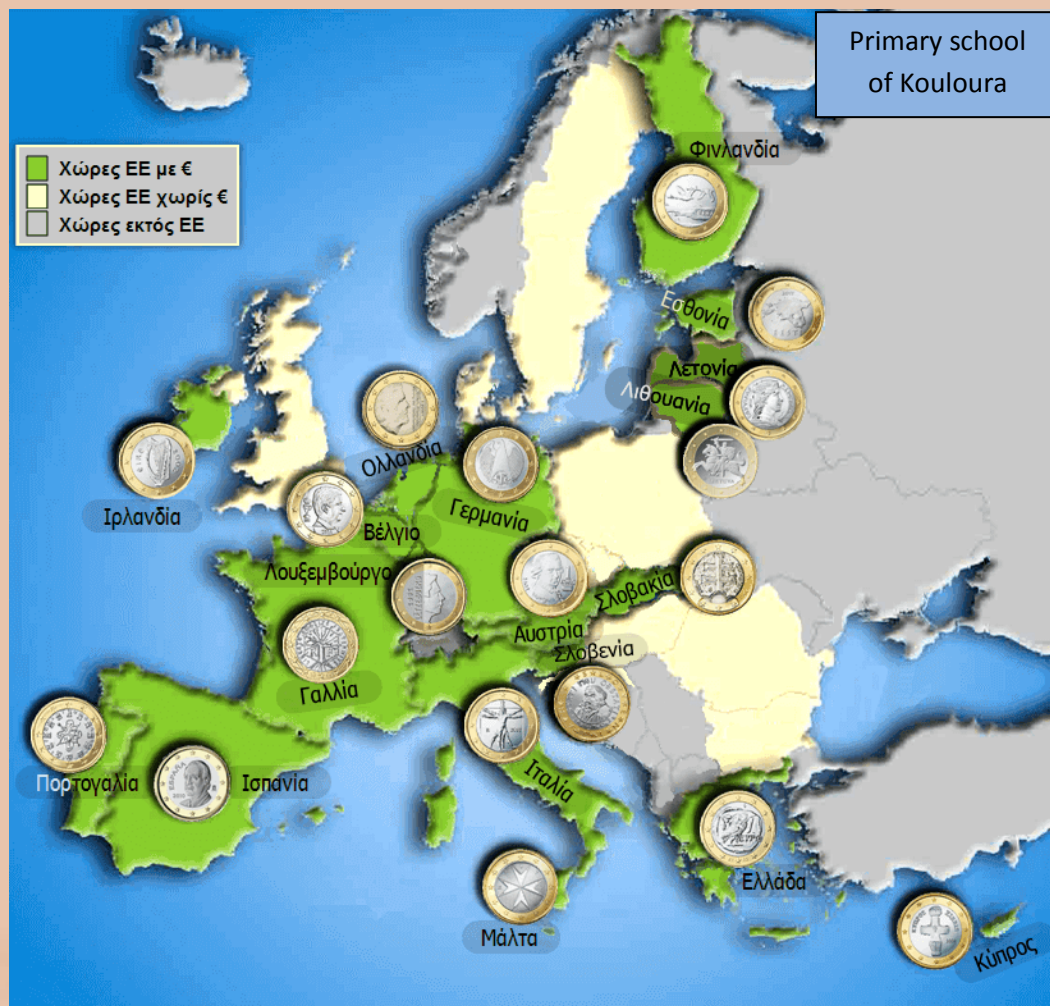 Primary school
of Kouloura
Χώρες ΕΕ με €
Χώρες ΕΕ χωρίς €
Χώρες εκτός ΕΕ
Φινλανδία
Εσθονία
Λετονία
Λιθουανία
Ολλανδία
Ιρλανδία
Γερμανία
Βέλγιο
Λουξεμβούργο
Σλοβακία
Αυστρία
Σλοβενία
Γαλλία
Πορτογαλία
Ισπανία
Ιταλία
Ελλάδα
Μάλτα
Κύπρος